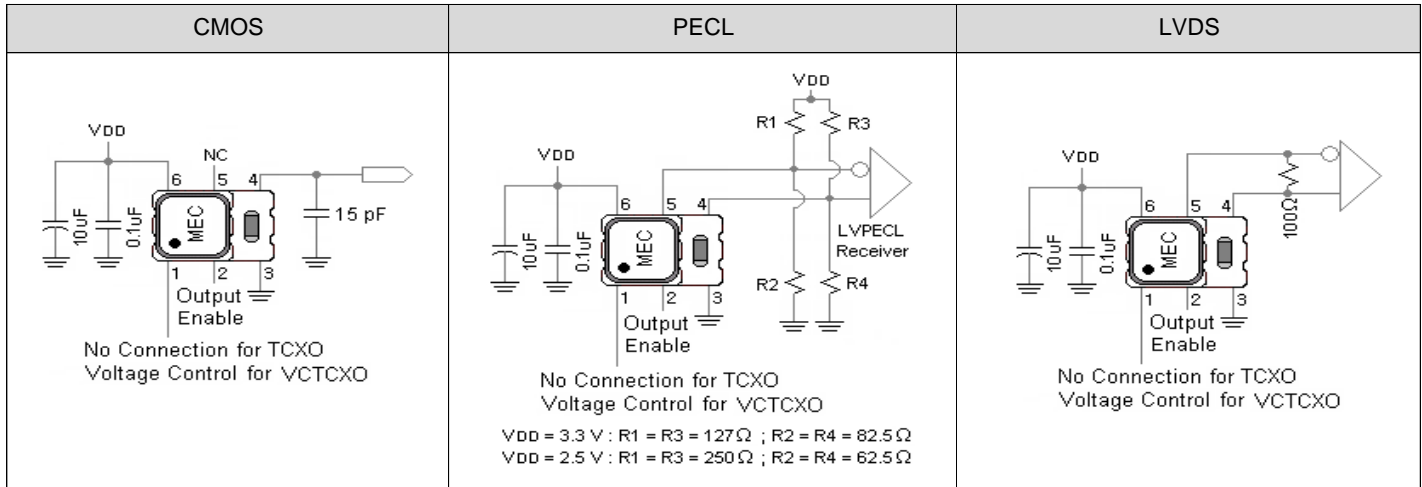 CMOS
PECL
LVDS
VDD
NC
6 5 4
10uF
0.1uF
MEC
15 pF
1 2 3
Output
Enable
No Connection for TCXO
Voltage Control for VCTCXO
VDD
R1
R3
VDD
6 5 4
10uF
0.1uF
MEC
LVPECL
Receiver
R2
R4
1 2 3
Output
Enable
No Connection for TCXO
Voltage Control for VCTCXO
VDD = 3.3 V : R1 = R3 = 127Ω ; R2 = R4 = 82.5Ω
VDD = 2.5 V : R1 = R3 = 250Ω ; R2 = R4 = 62.5Ω
VDD
6 5 4
10uF
0.1uF
MEC
100Ω
1 2 3
Output
Enable
No Connection for TCXO
Voltage Control for VCTCXO